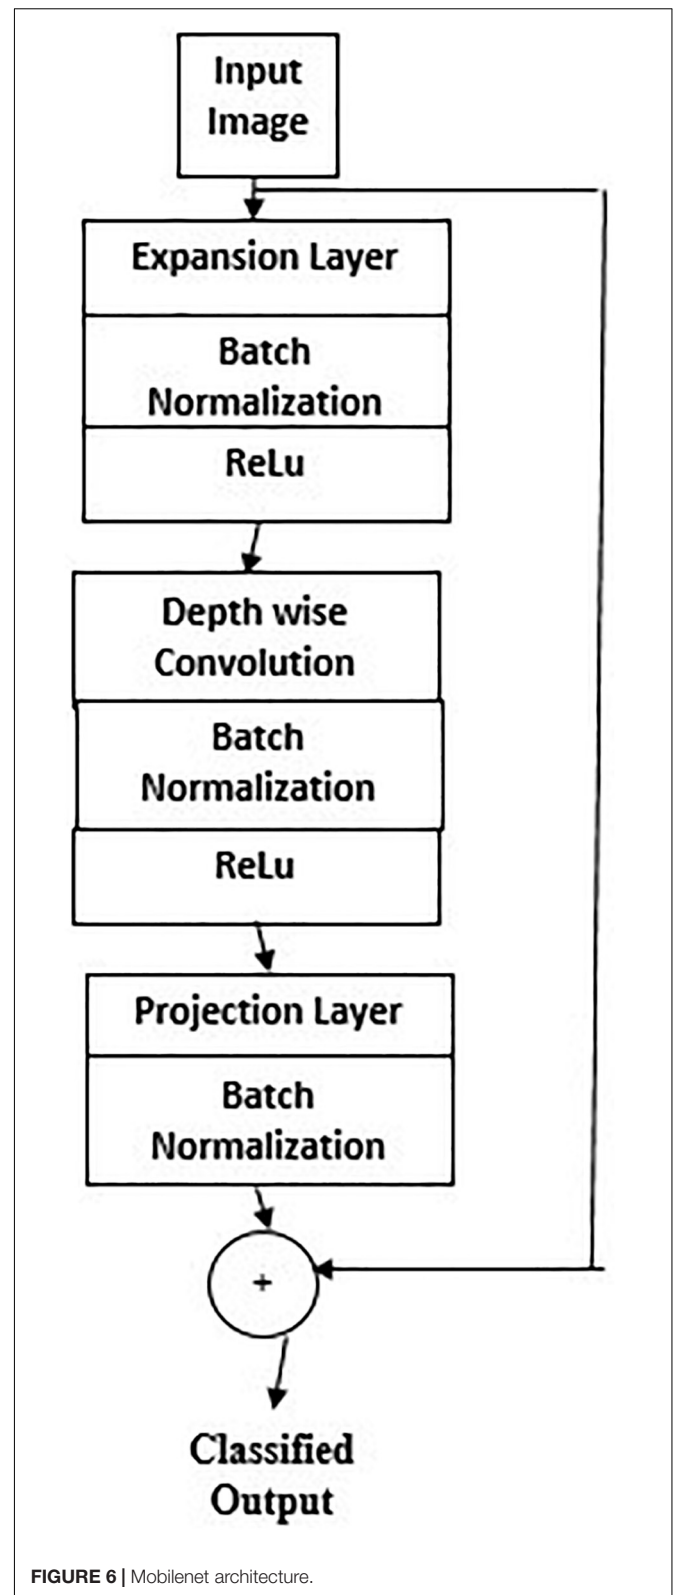 Input
Image
Expansion Layer
Batch
Normalization
ReLu
Depth wise
Convolution
Batch
Normalization
ReLu
Projection Layer
Batch
Normalization
+
Classified
Output
FIGURE 6 | Mobilenet architecture.